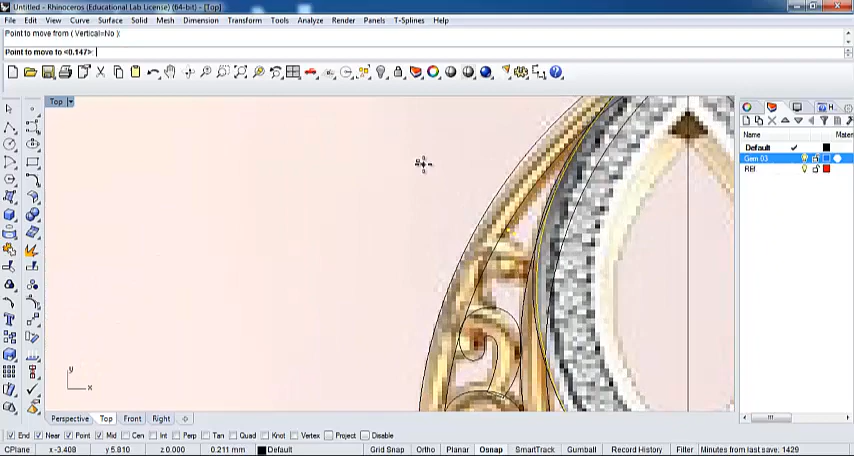 Untitled - Rhinoceros (Educational Lab License) (64-bit) - [Top]
File Edit View Curve Surface Solid Mesh Dimension Transform Tools Analyze Render Panels T-Splines Help
Point to move from ( Vertical=No ):
Point to move to <0.147>:
Top
Name Mater
Default
Gem 03
y
x
Perspective Top Front Right
End Near Point Mid Cen Int Perp Tan Quad Knot Vertex Project Disable
CPlane x -3.408 y 5.810 z 0.000 0.211 mm Default Grid Snap Ortho Planar Osnap SmartTrack Gumball Record History Filter Minutes from last save: 1429